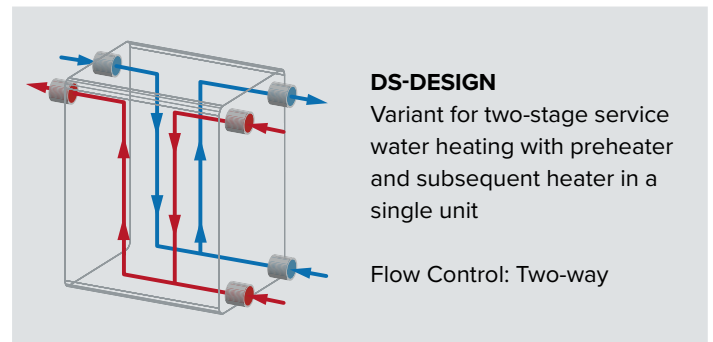 DS-DESIGN
Variant for two-stage service
water heating with preheater
and subsequent heater in a
single unit
Flow Control: Two-way